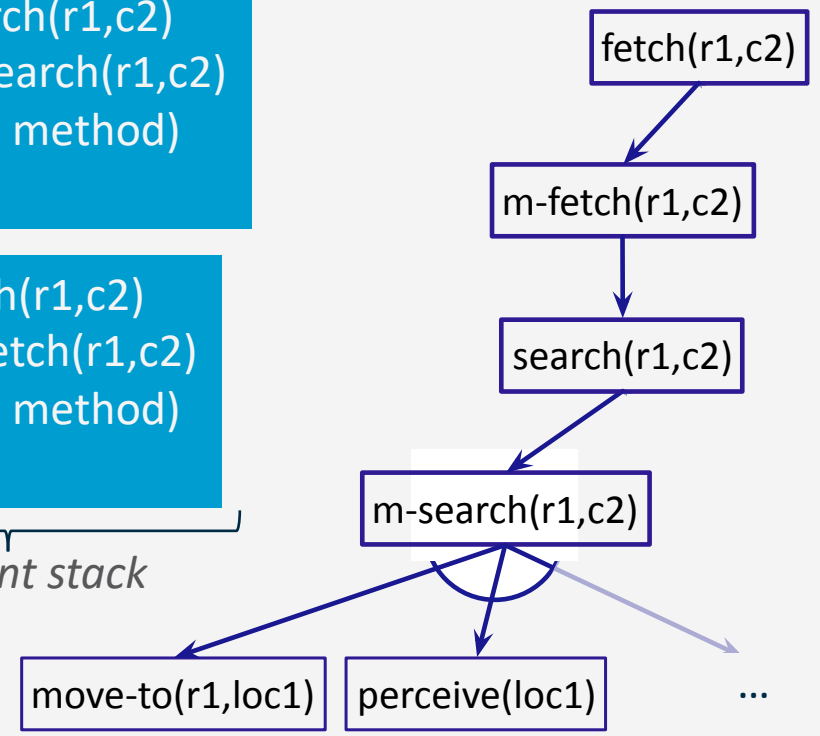 rch(r1,c2)
earch(r1,c2)
method)
h(r1,c2)
etch(r1,c2)
method)
nt stack
fetch(r1,c2)
m-fetch(r1,c2)
search(r1,c2)
m-search(r1,c2)
move-to(r1,loc1)
perceive(loc1)
...